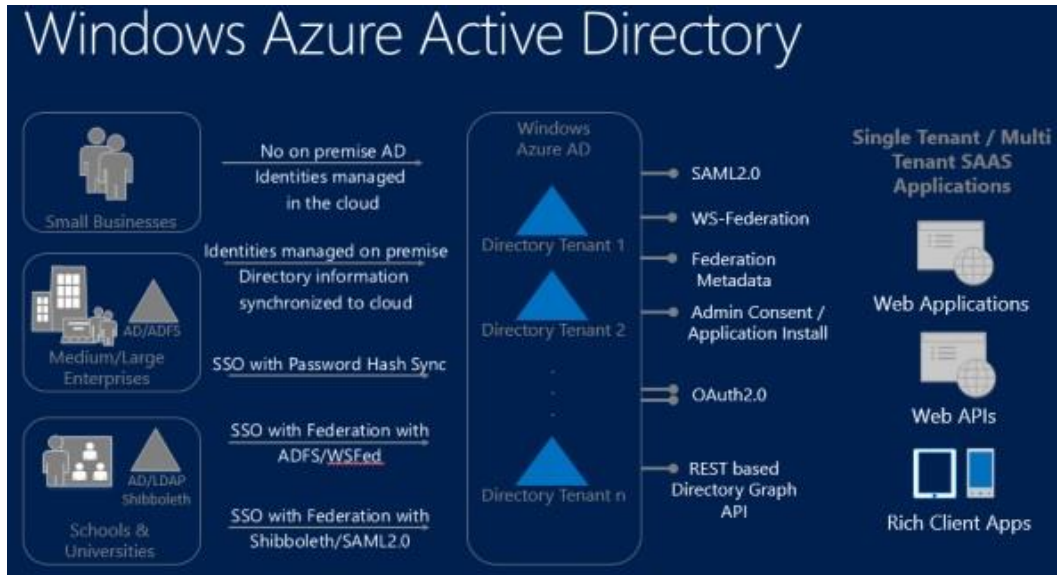 Windows Azure Active Directory
Small Businesses
No on premise AD
Identities managed
in the cloud
Identities managed on premise
Directory information
synchronized to cloud
AD/ADFS
Medium/Large
Enterprises
SSO with Password Hash Sync
SSO with Federation with
ADFS/WSFed
AD/LDAP
Shibboleth
Schools &
Universities
SSO with Federation with
Shibboleth/SAML2.0
Windows
Azure AD
Directory Tenant 1
Directory Tenant 2
Directory Tenant n
SAML2.0
WS-Federation
Federation
Metadata
Admin Consent /
Application Install
OAuth2.0
REST based
Directory Graph
API
Single Tenant / Multi
Tenant SAAS
Applications
Web Applications
Web APIs
Rich Client Apps